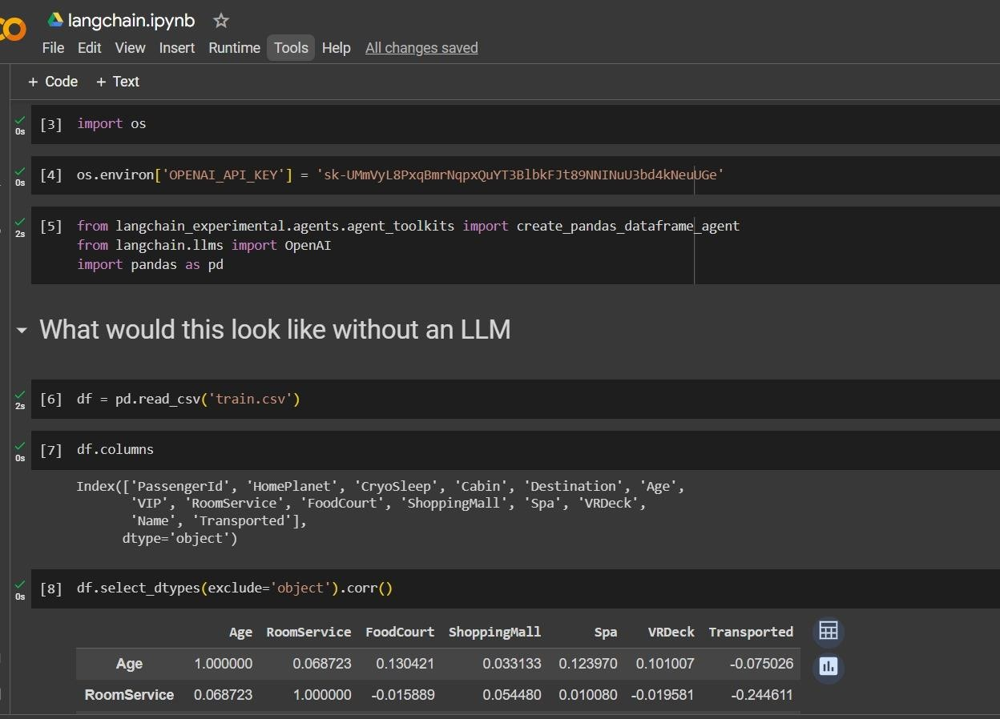 langchain.ipynb
File Edit View Insert Runtime Tools Help All changes saved
+ Code + Text
0s [3] import os
0s [4] os.environ['OPENAI_API_KEY'] = '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'
2s [5] from langchain_experimental.agents.agent_toolkits import create_pandas_dataframe_agent
from langchain.llms import OpenAI
import pandas as pd
What would this look like without an LLM
2s [6] df = pd.read_csv('train.csv')
0s [7] df.columns
Index(['PassengerId', 'HomePlanet', 'CryoSleep', 'Cabin', 'Destination', 'Age',
'VIP', 'RoomService', 'FoodCourt', 'ShoppingMall', 'Spa', 'VRDeck',
'Name', 'Transported'],
dtype='object')
0s [8] df.select_dtypes(exclude='object').corr()
Age RoomService FoodCourt ShoppingMall Spa VRDeck Transported
Age 1.000000 0.068723 0.130421 0.033133 0.123970 0.101007 -0.075026
RoomService 0.068723 1.000000 -0.015889 0.054480 0.010080 -0.019581 -0.244611